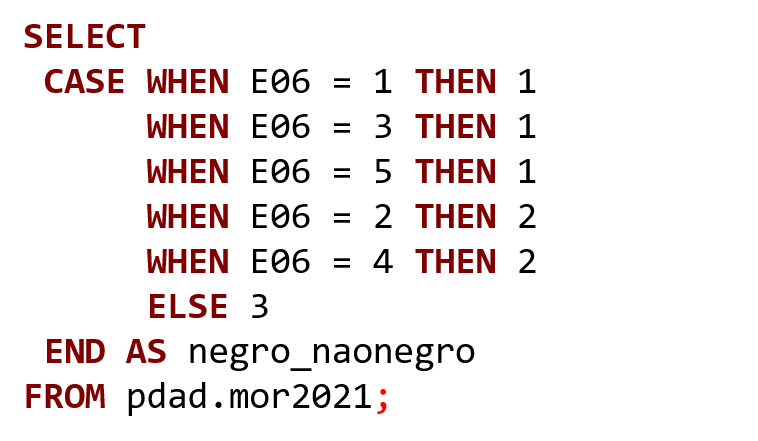 SELECT
 CASE WHEN E06 = 1 THEN 1
      WHEN E06 = 3 THEN 1
      WHEN E06 = 5 THEN 1
      WHEN E06 = 2 THEN 2
      WHEN E06 = 4 THEN 2
      ELSE 3
 END AS negro_naonegro
FROM pdad.mor2021;